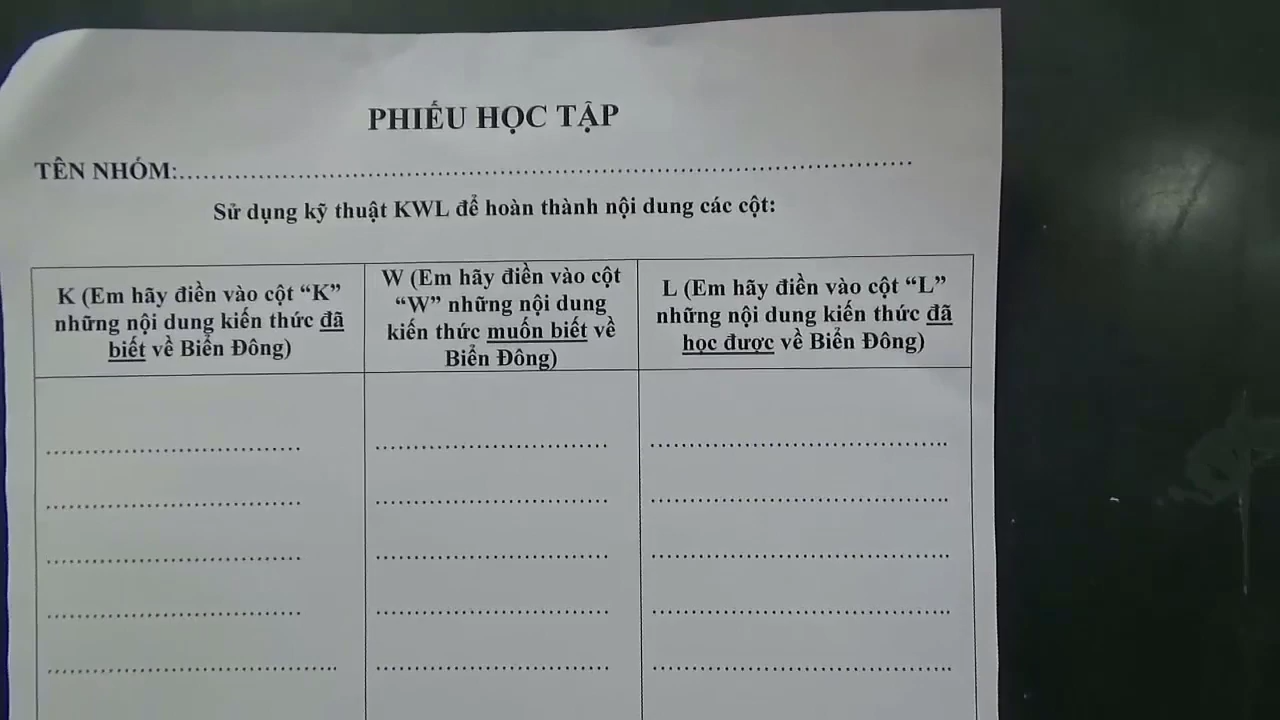 PHIẾU HỌC TẬP
TÊN NHÓM:........................................................................................
Sử dụng kỹ thuật KWL để hoàn thành nội dung các cột:
K (Em hãy điền vào cột “K”
những nội dung kiến thức đã
biết về Biển Đông)
W (Em hãy điền vào cột
“W” những nội dung
kiến thức muốn biết về
Biển Đông)
L (Em hãy điền vào cột “L”
những nội dung kiến thức đã
học được về Biển Đông)